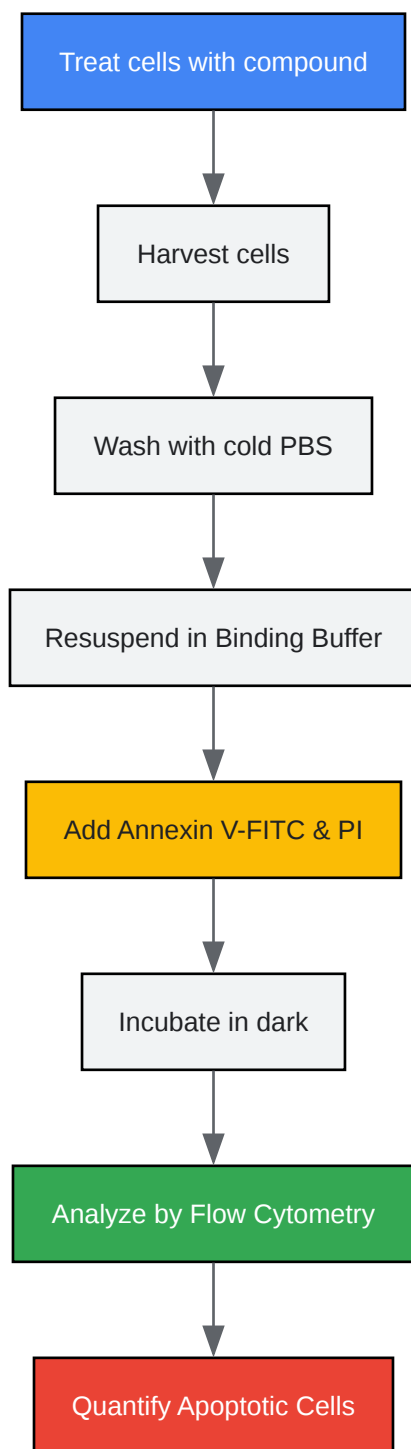 Treat cells with compound
Harvest cells
Wash with cold PBS
Resuspend in Binding Buffer
Add Annexin V-FITC & PI
Incubate in dark
Analyze by Flow Cytometry
Quantify Apoptotic Cells